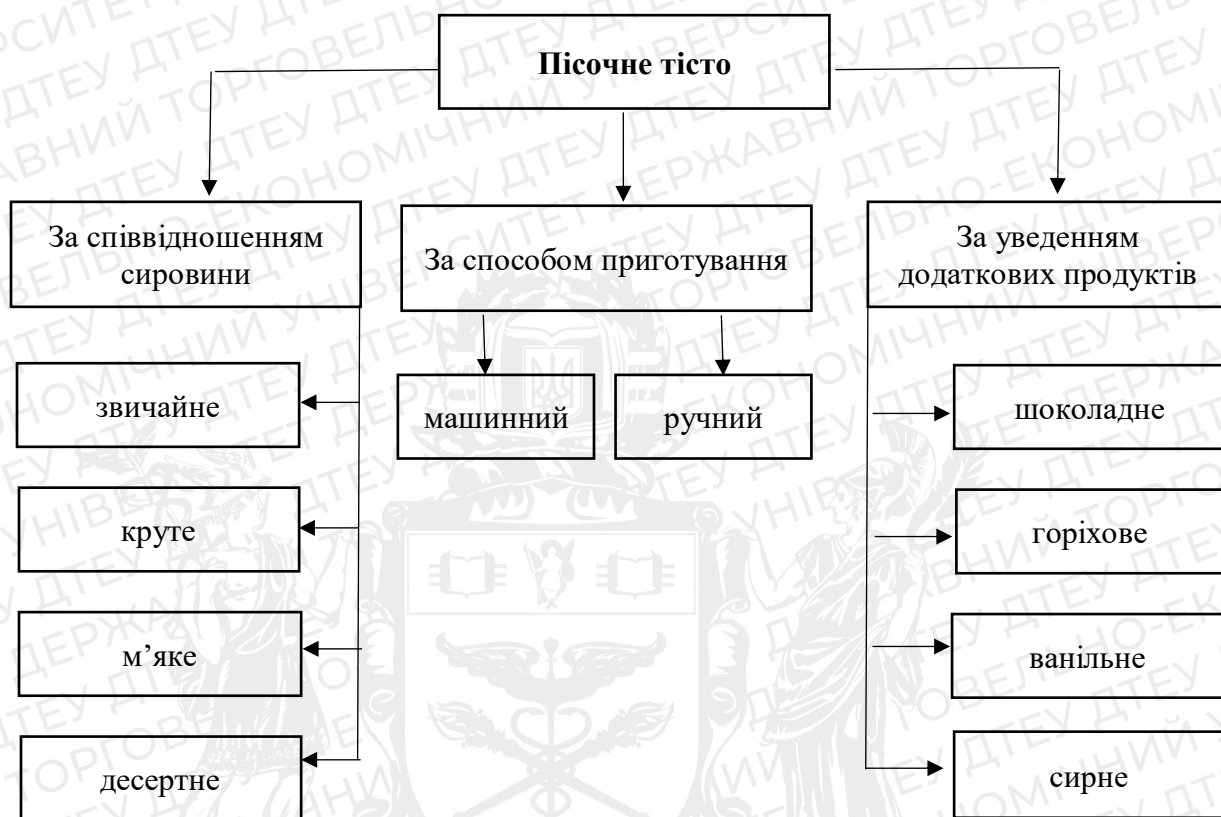 Пісочне тісто
За співвідношенням
сировини
За способом приготування
За уведенням
додаткових продуктів
звичайне
машинний
ручний
шоколадне
круте
горіхове
м’яке
ванільне
десертне
сирне